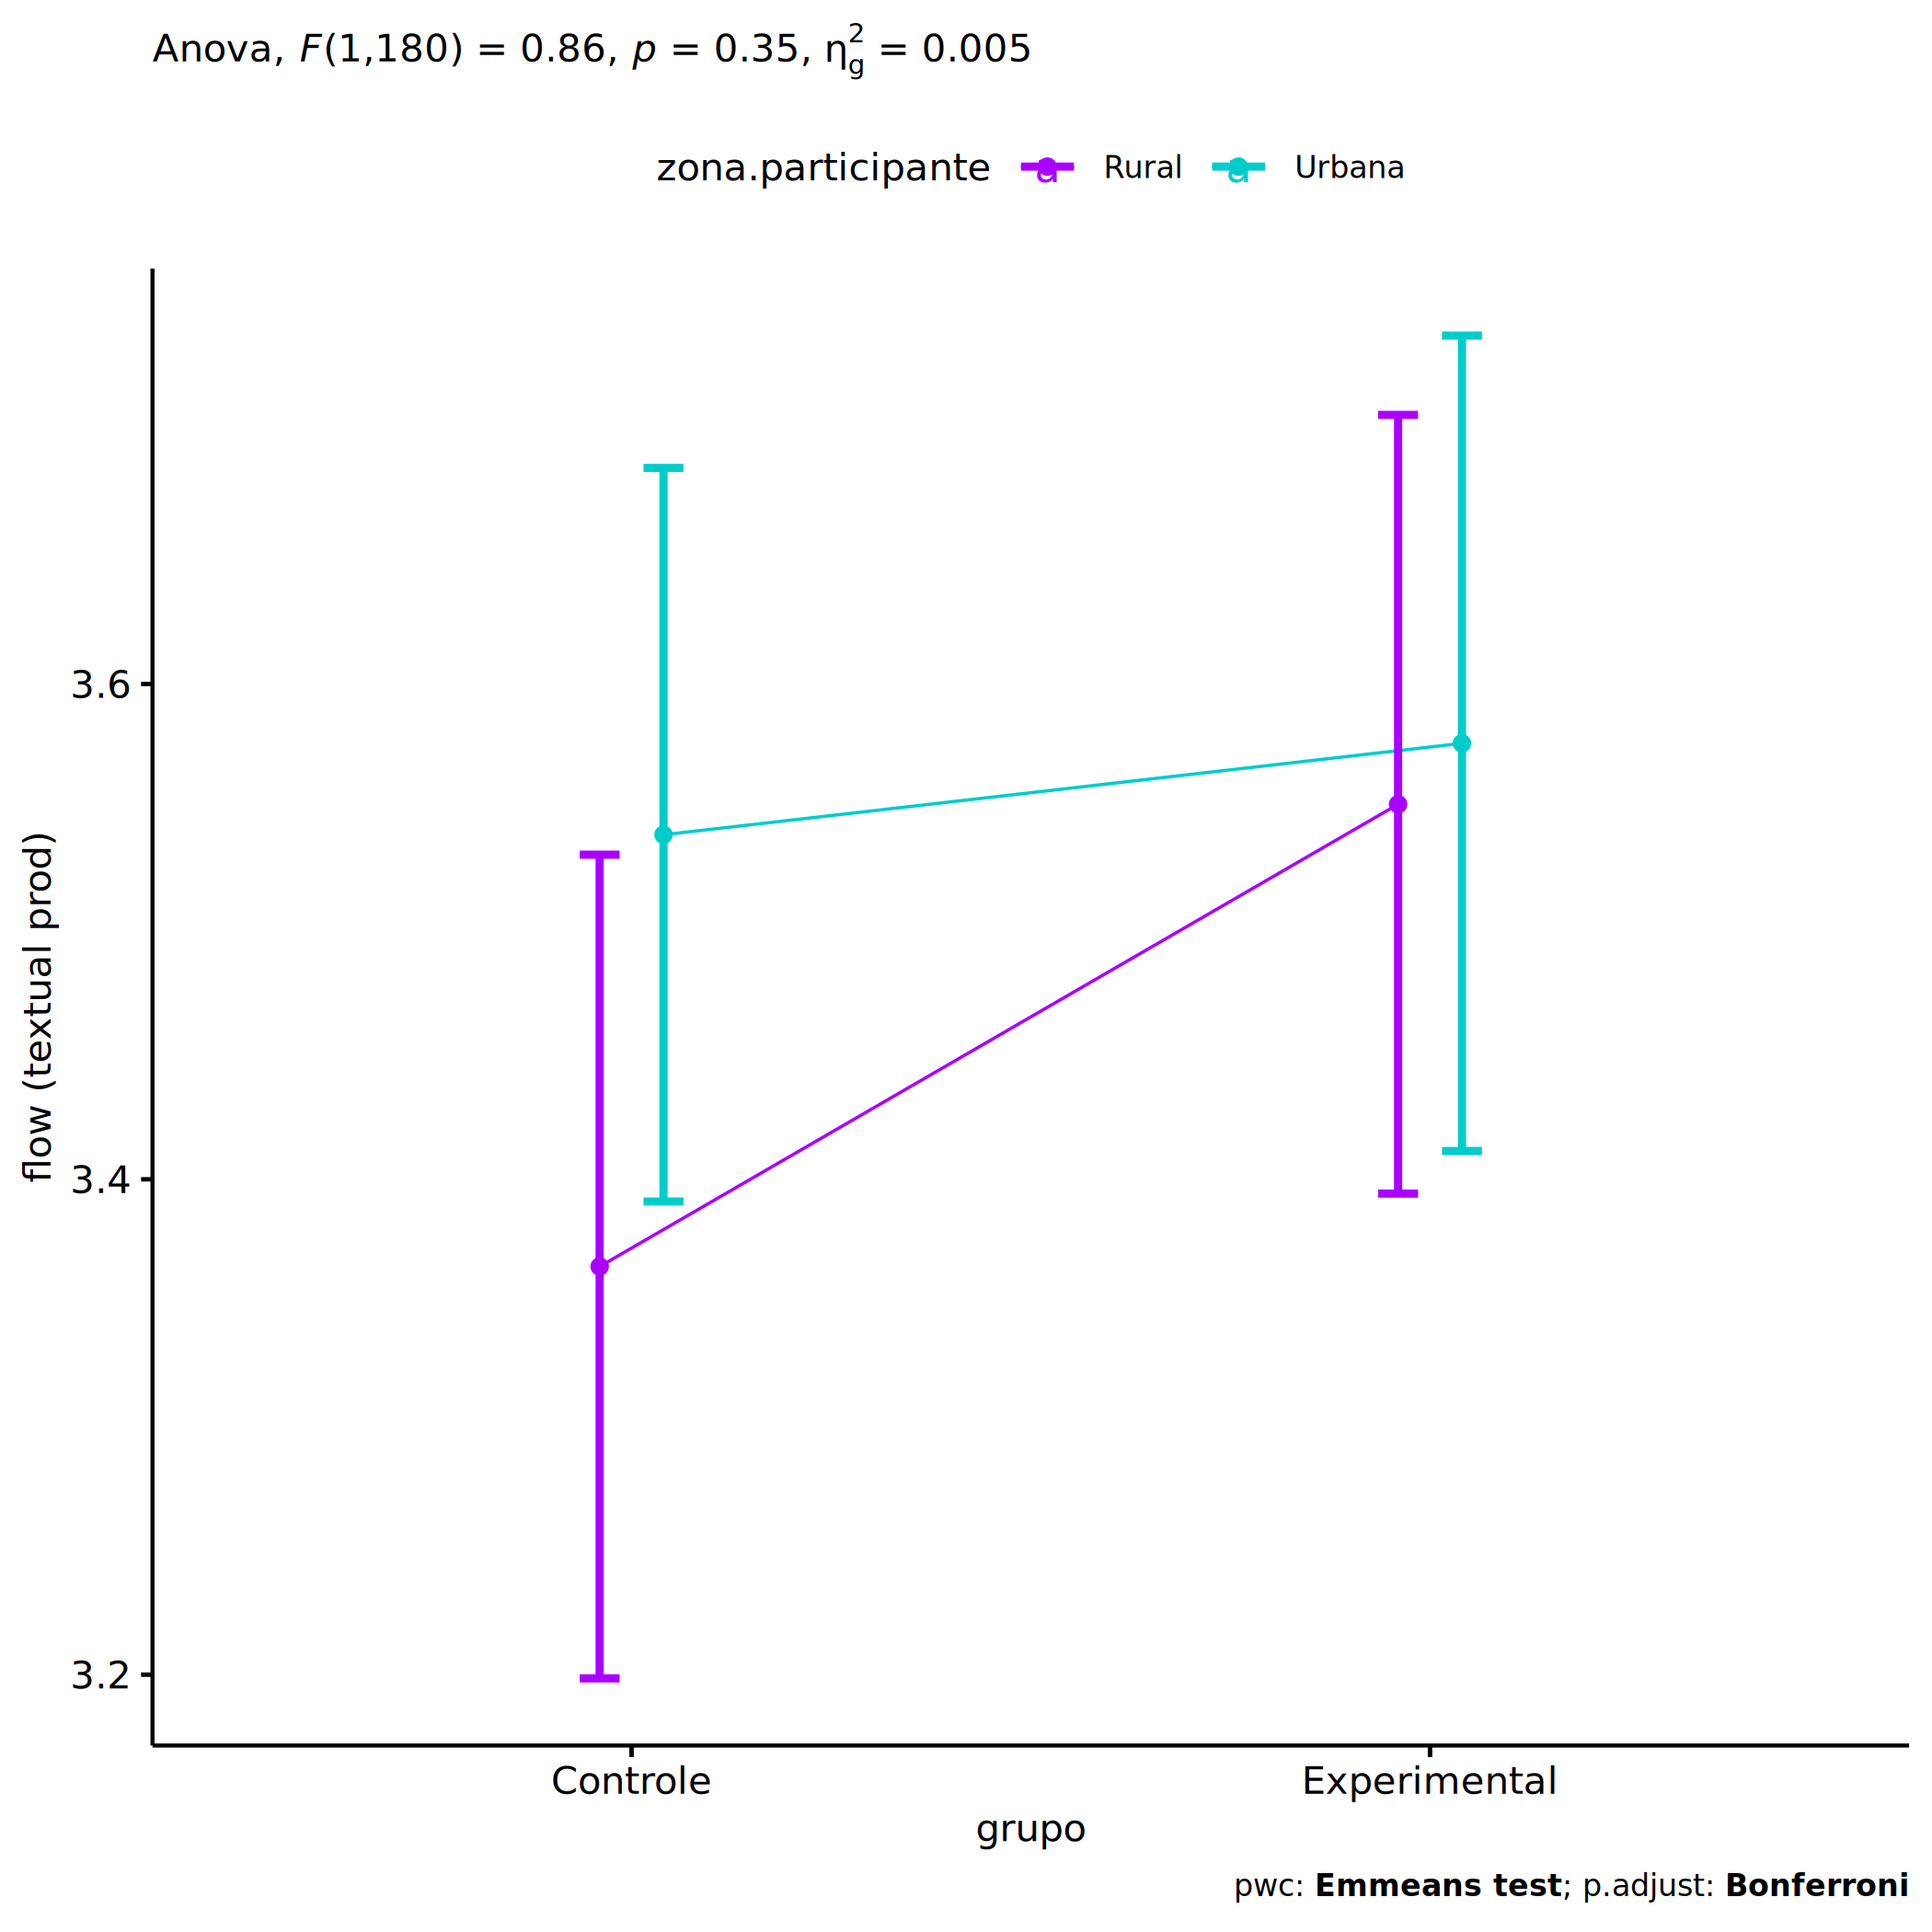 Anova, F(1,180) = 0.86, p = 0.35, η²g = 0.005
zona.participante a Rural a Urbana
3.6
3.4
3.2
flow (textual prod)
Controle Experimental
grupo
pwc: Emmeans test; p.adjust: Bonferroni